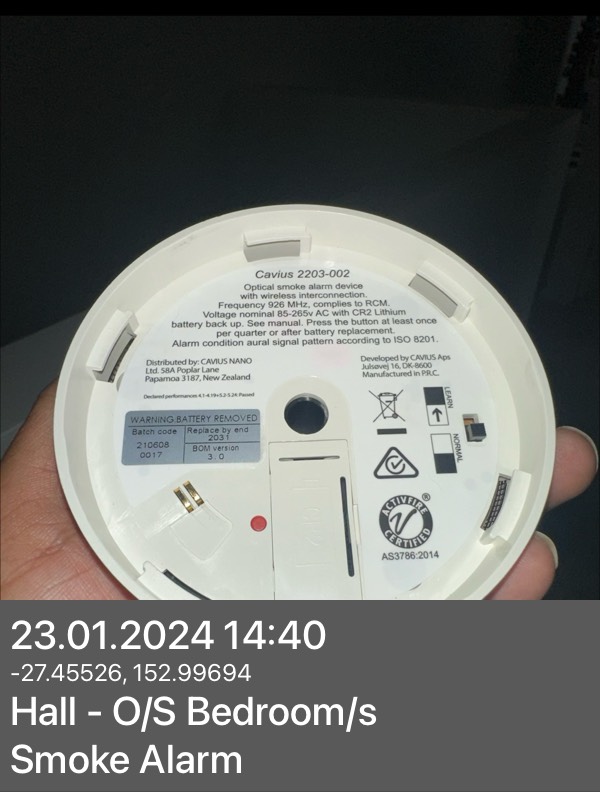 Cavius 2203-002
Optical smoke alarm device
with wireless interconnection.
Frequency 926 MHz, complies to RCM.
Voltage nominal 85-265v AC with CR2 Lithium
battery back up. See manual. Press the button at least once
per quarter or after battery replacement.
Alarm condition aural signal pattern according to ISO 8201.
Distributed by: CAVIUS NANO
Ltd. 58A Poplar Lane
Papamoa 3187, New Zealand
Developed by CAVIUS Aps
Julsøvej 16, DK-8600
Manufactured in P.R.C.
Declared performances:
WARNING:BATTERY REMOVED
Batch code
210608
0017
Replace by end
2031
BOM version
3.0
LEARN
NORMAL
ACTIVFIRE
®
CERTIFIED
AS3786:2014
23.01.2024 14:40
-27.45526, 152.99694
Hall - O/S Bedroom/s
Smoke Alarm